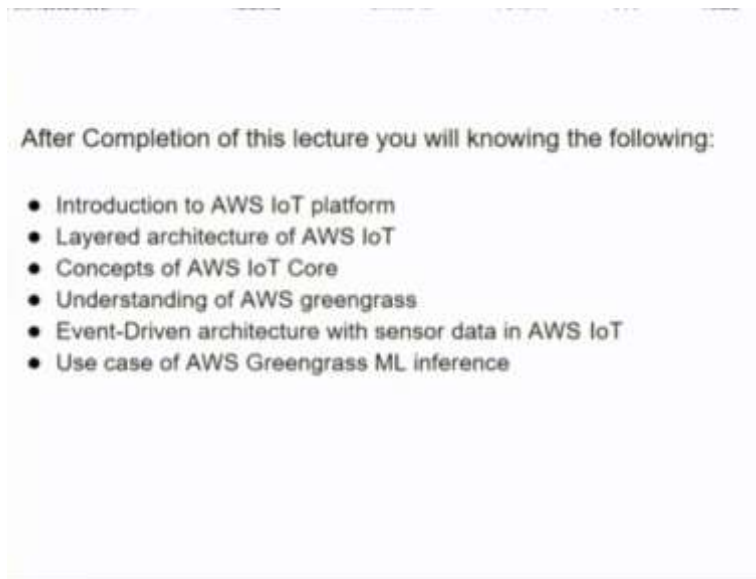 After Completion of this lecture you will knowing the following:
● Introduction to AWS IoT platform
● Layered architecture of AWS IoT
● Concepts of AWS IoT Core
● Understanding of AWS greengrass
● Event-Driven architecture with sensor data in AWS IoT
● Use case of AWS Greengrass ML inference